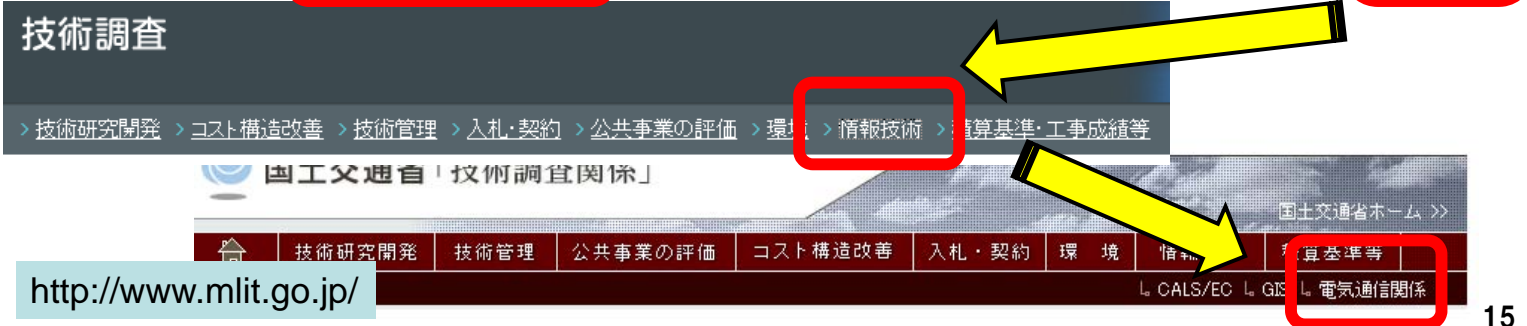 技術調査
> 技術研究開発 > コスト構造改善 > 技術管理 > 入札・契約 > 公共事業の評価 > 環境 > 情報技術 > 積算基準・工事成績等
国土交通省「技術調査関係」
国土交通省ホーム >>
技術研究開発 技術管理 公共事業の評価 コスト構造改善 入札・契約 環 境 積算基準等
CALS/EC GIS 電気通信関係
http://www.mlit.go.jp/
15